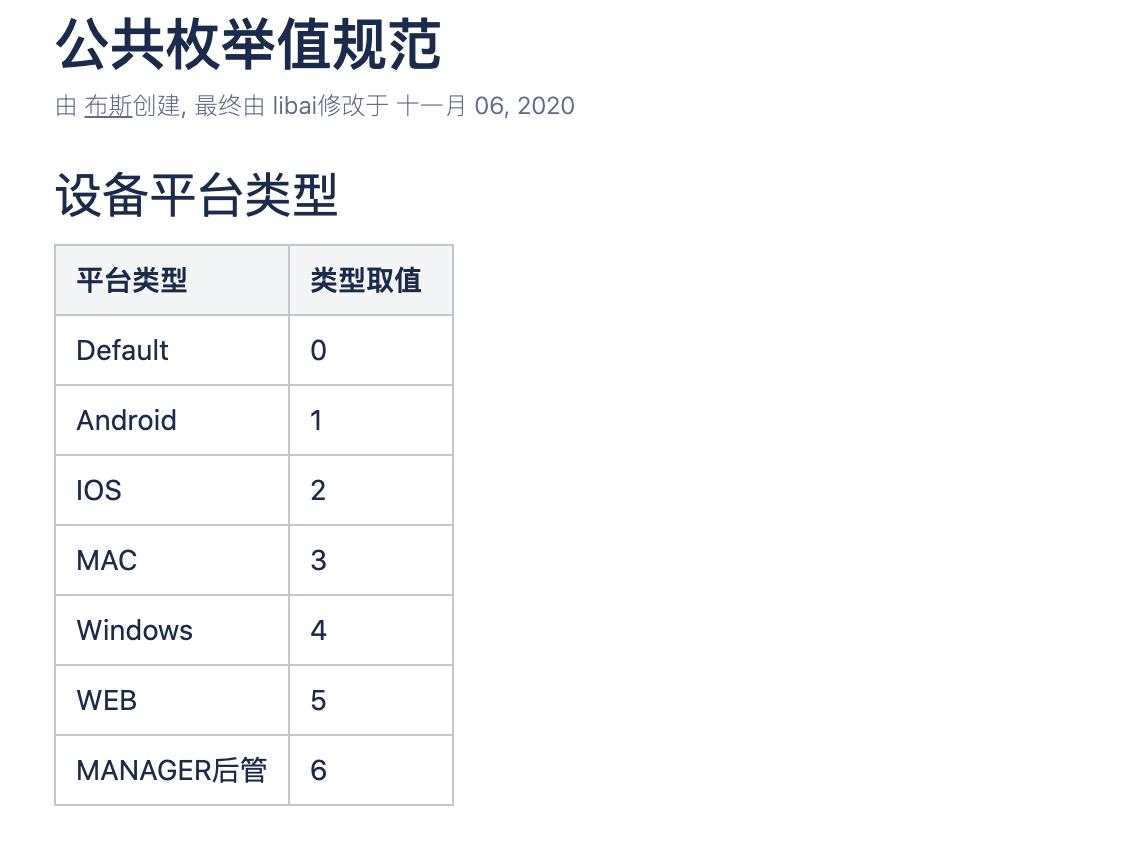 公共枚举值规范
由 布斯创建, 最终由 libai修改于 十一月 06, 2020
设备平台类型
平台类型 类型取值
Default 0
Android 1
IOS 2
MAC 3
Windows 4
WEB 5
MANAGER后管 6